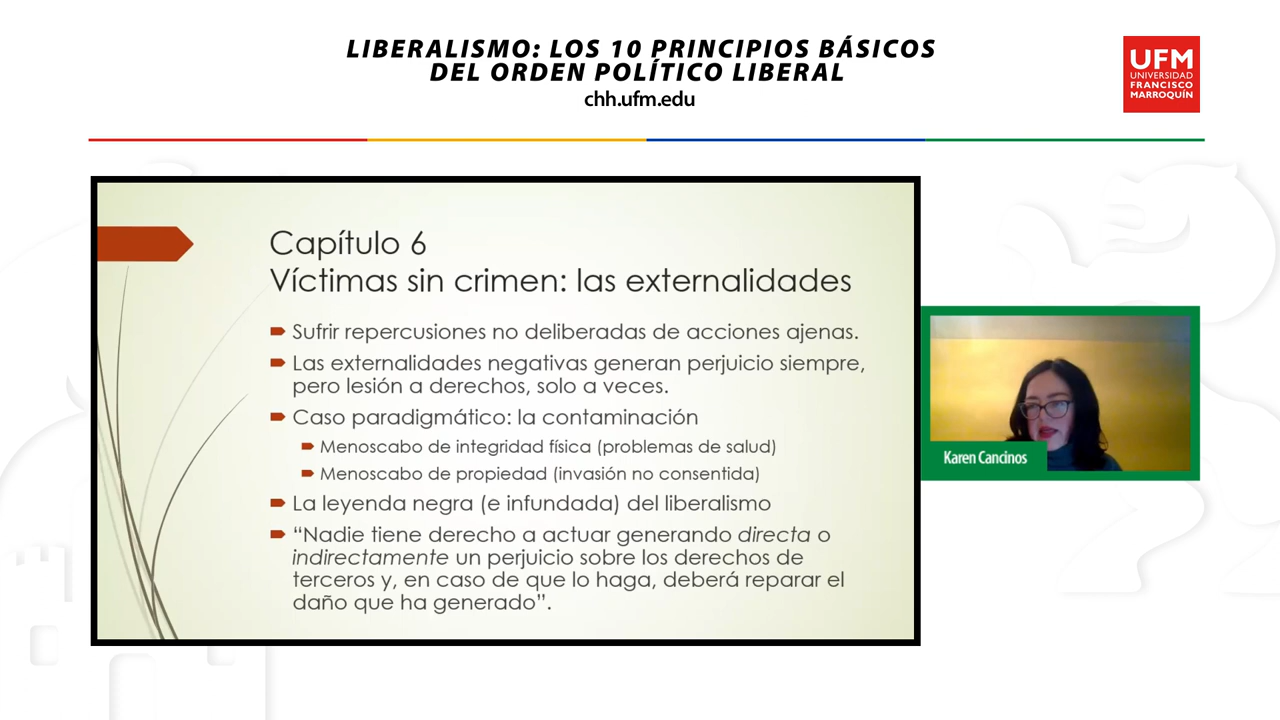 LIBERALISMO: LOS 10 PRINCIPIOS BÁSICOS
DEL ORDEN POLÍTICO LIBERAL
chh.ufm.edu
UFM
UNIVERSIDAD
FRANCISCO
MARROQUÍN
Capítulo 6
Víctimas sin crimen: las externalidades
Sufrir repercusiones no deliberadas de acciones ajenas.
Las externalidades negativas generan perjuicio siempre,
pero lesión a derechos, solo a veces.
Caso paradigmático: la contaminación
Menoscabo de integridad física (problemas de salud)
Menoscabo de propiedad (invasión no consentida)
La leyenda negra (e infundada) del liberalismo
“Nadie tiene derecho a actuar generando directa o
indirectamente un perjuicio sobre los derechos de
terceros y, en caso de que lo haga, deberá reparar el
daño que ha generado”.
Karen Cancinos